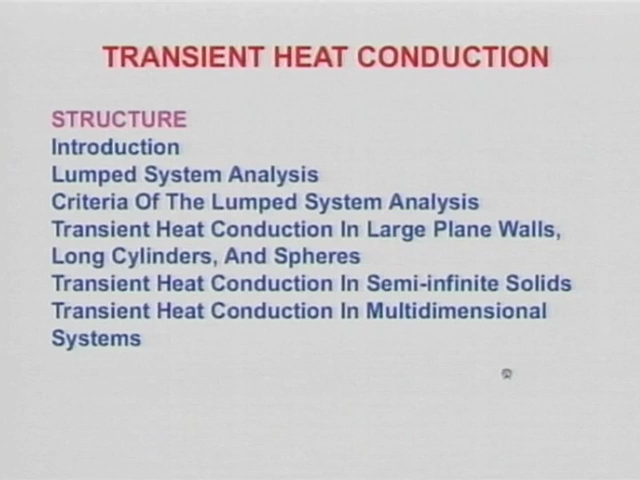 TRANSIENT HEAT CONDUCTION
STRUCTURE
Introduction
Lumped System Analysis
Criteria Of The Lumped System Analysis
Transient Heat Conduction In Large Plane Walls,
Long Cylinders, And Spheres
Transient Heat Conduction In Semi-infinite Solids
Transient Heat Conduction In Multidimensional
Systems